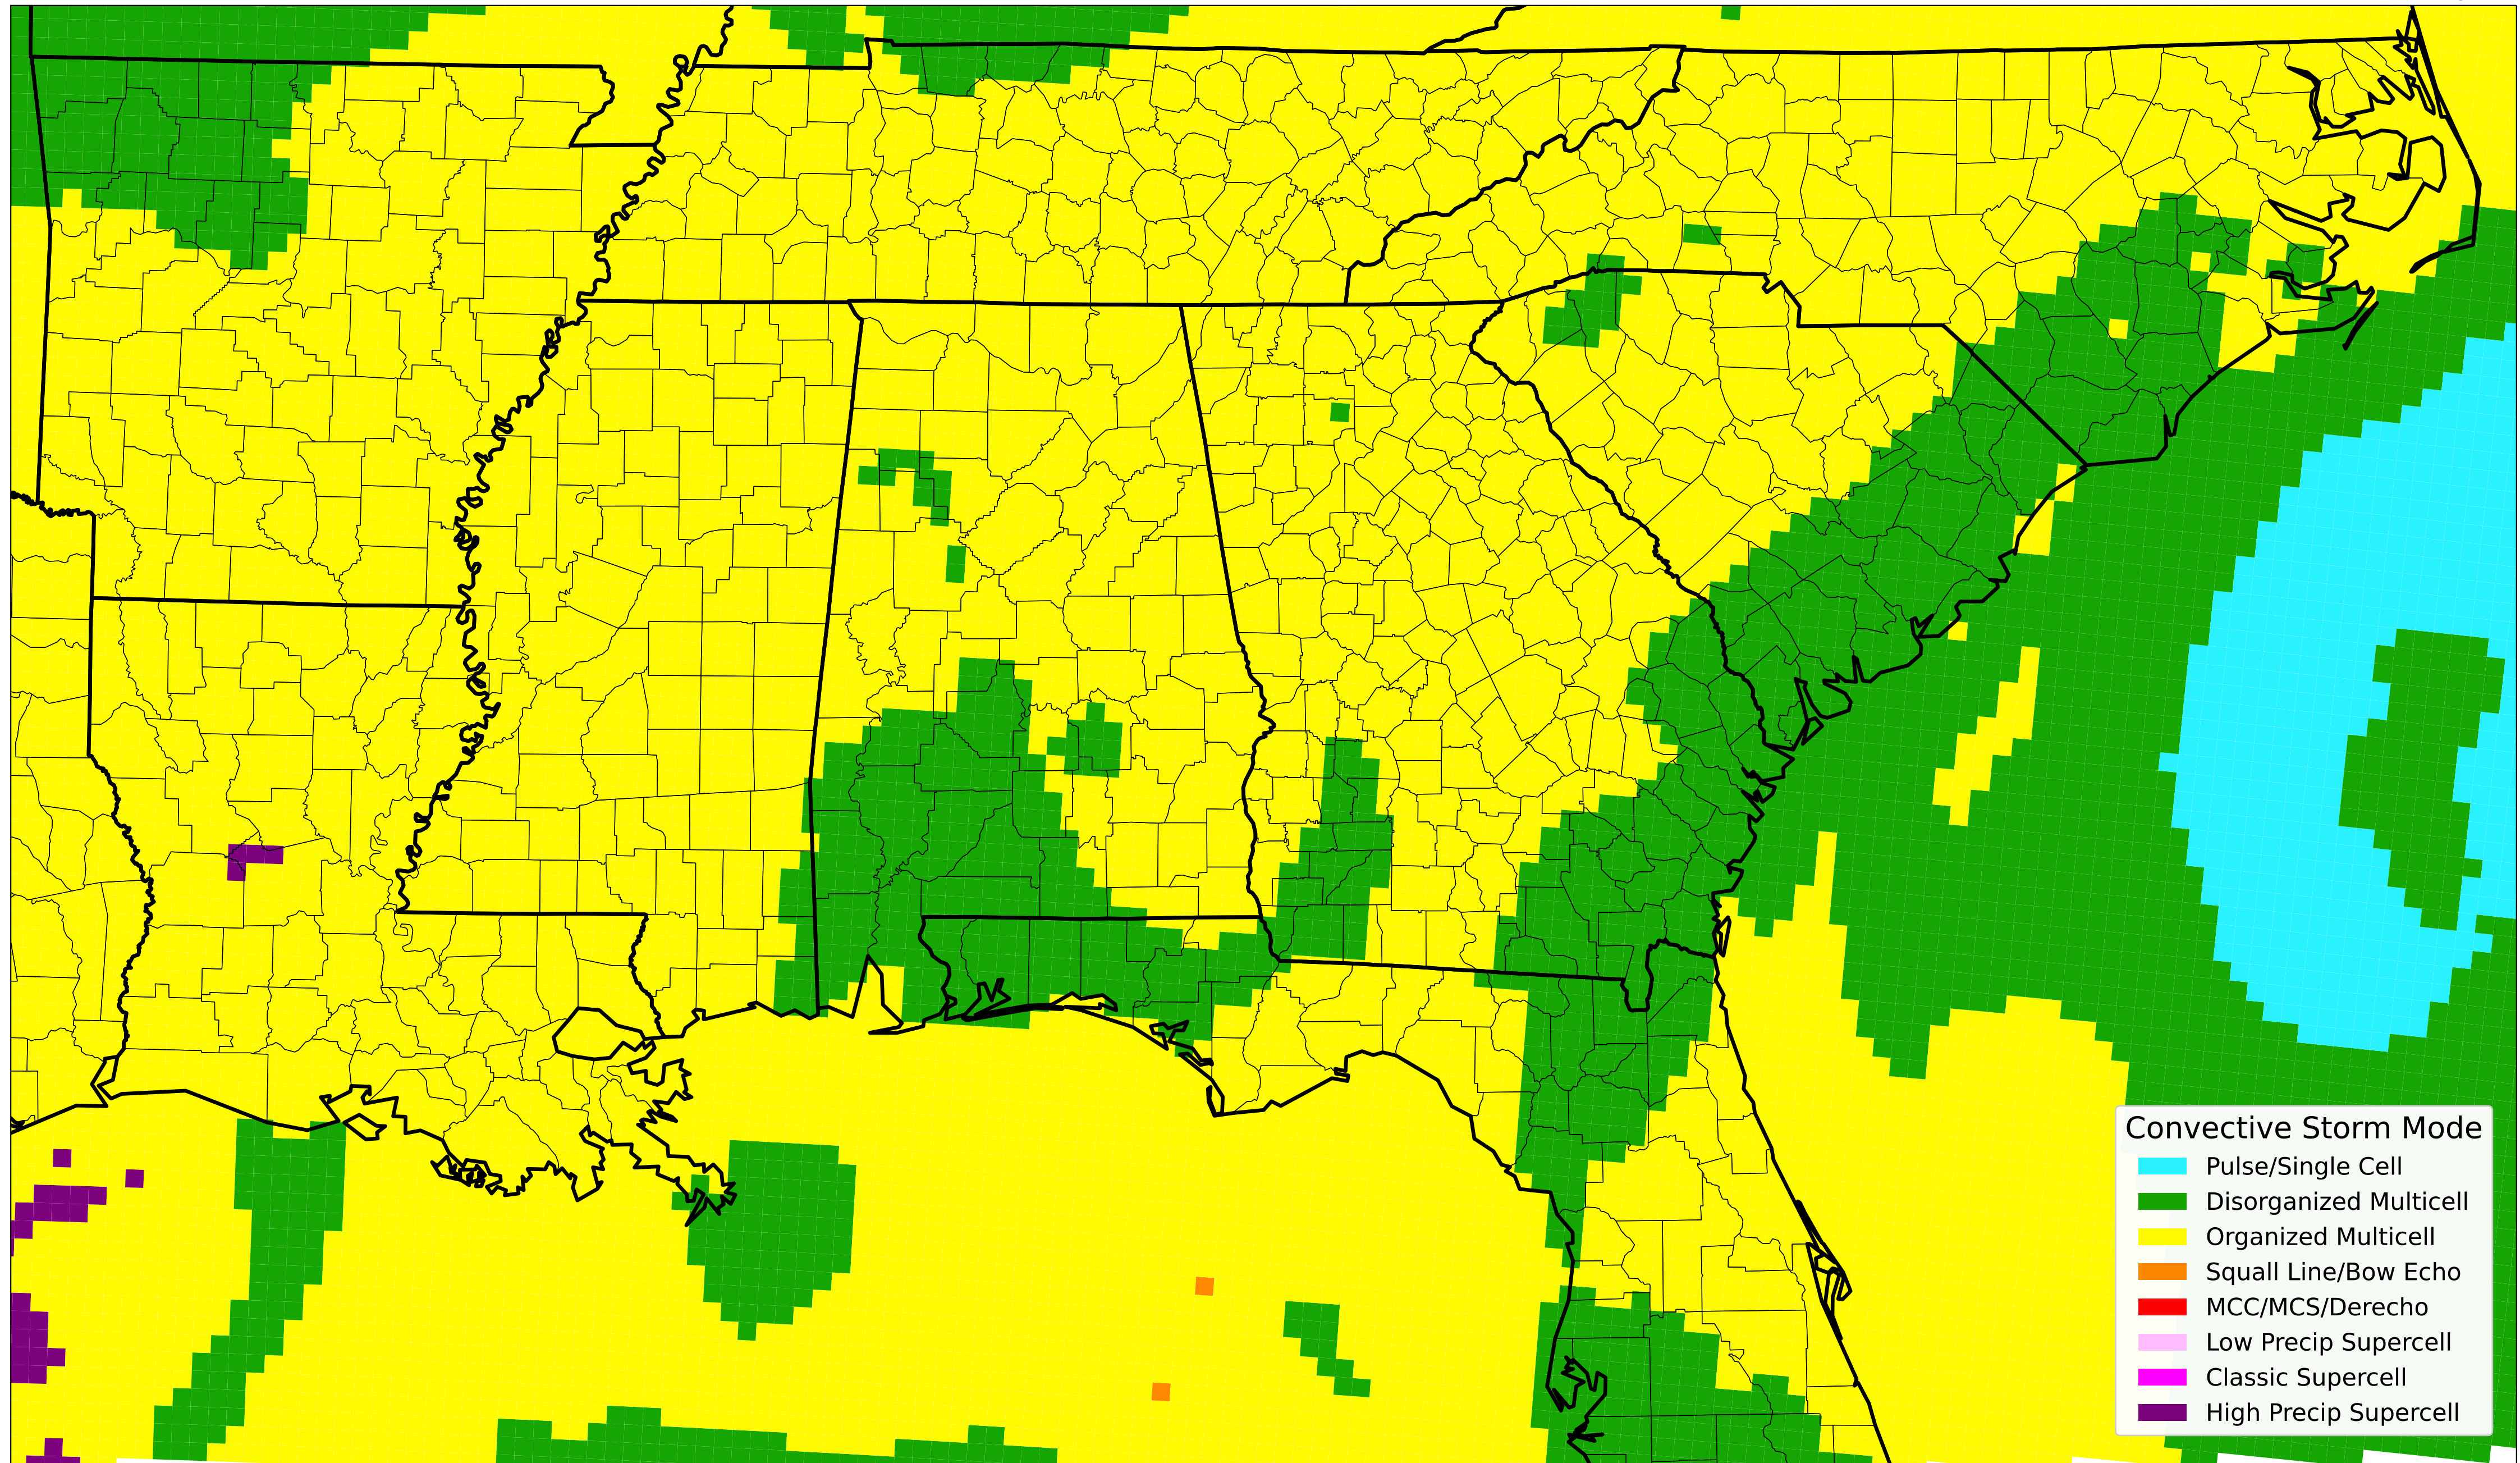 Convective Storm Mode
Pulse/Single Cell
Disorganized Multicell
Organized Multicell
Squall Line/Bow Echo
MCC/MCS/Derecho
Low Precip Supercell
Classic Supercell
High Precip Supercell